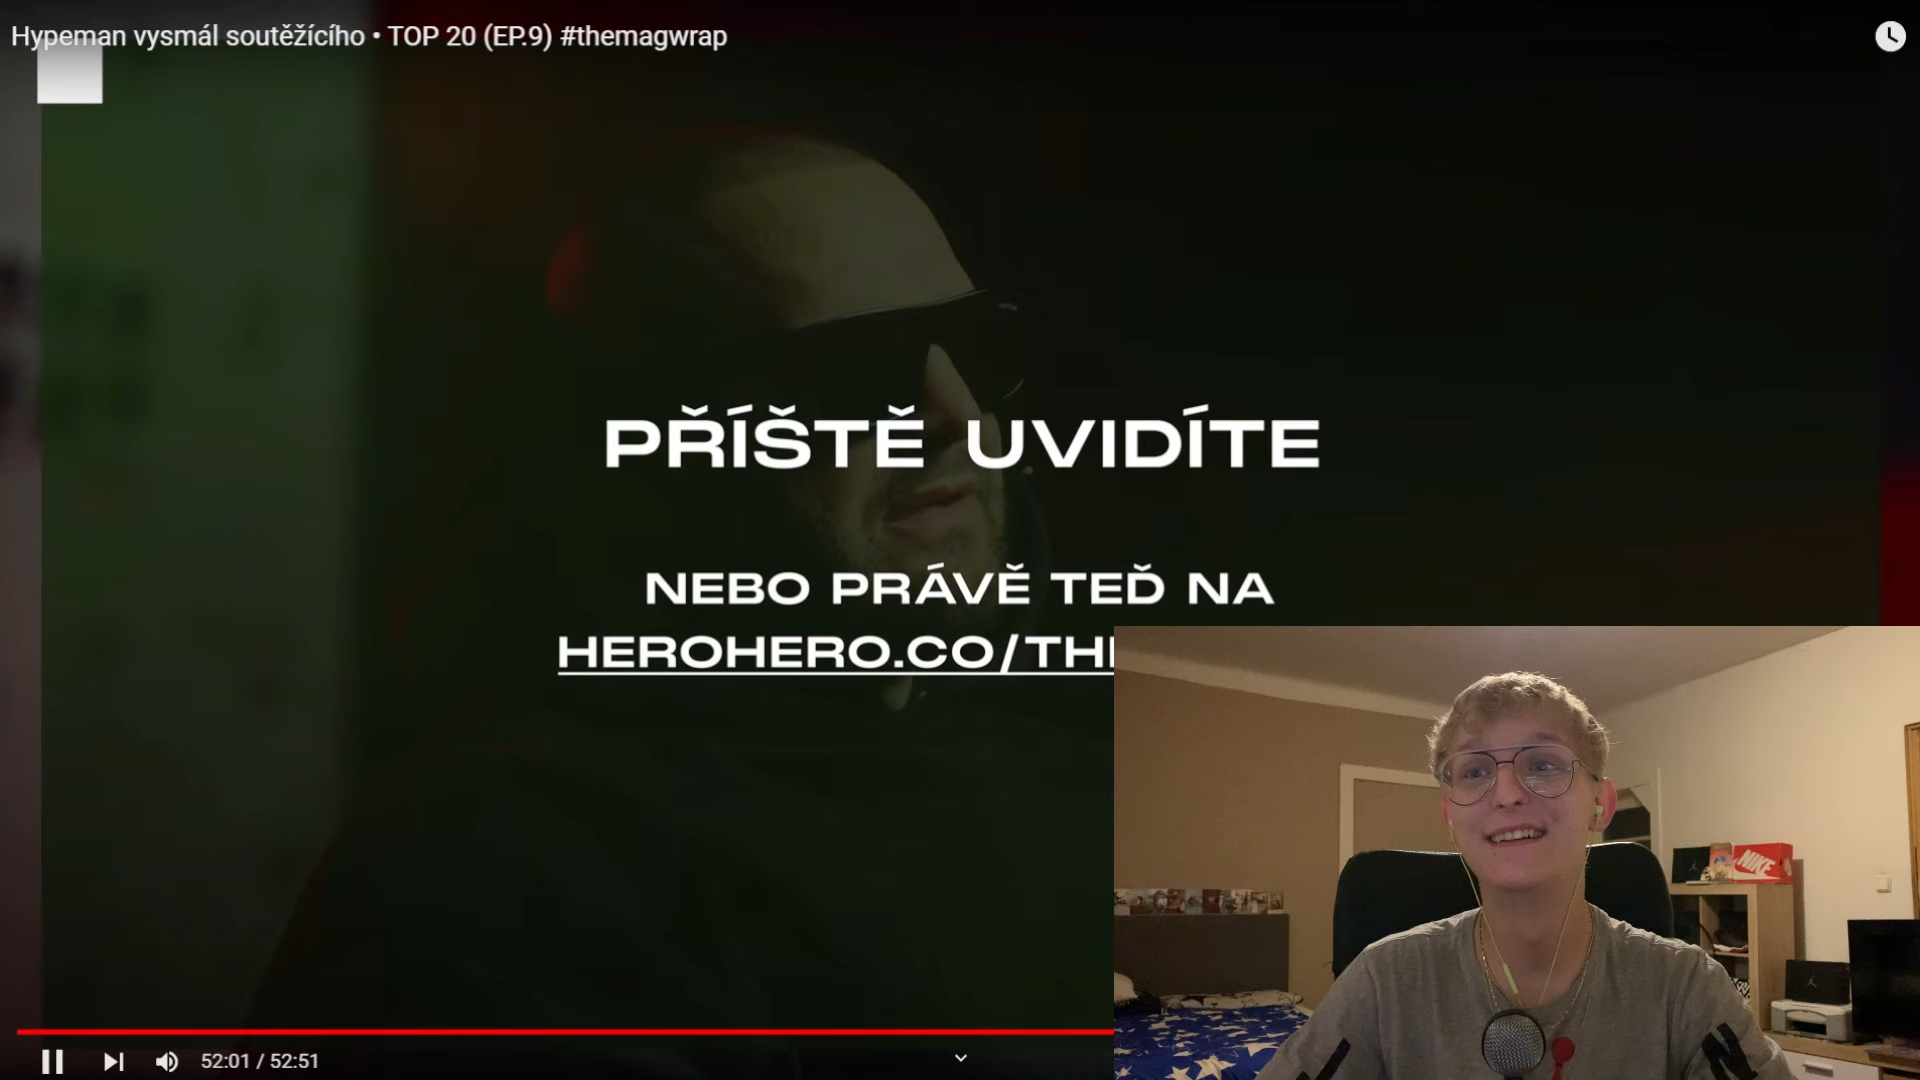 Hypeman vysmál soutěžícího • TOP 20 (EP.9) #themagwrap
PŘÍŠTĚ UVIDÍTE
NEBO PRÁVĚ TEĎ NA
HEROHERO.CO/TH
NIKE
52:01 / 52:51